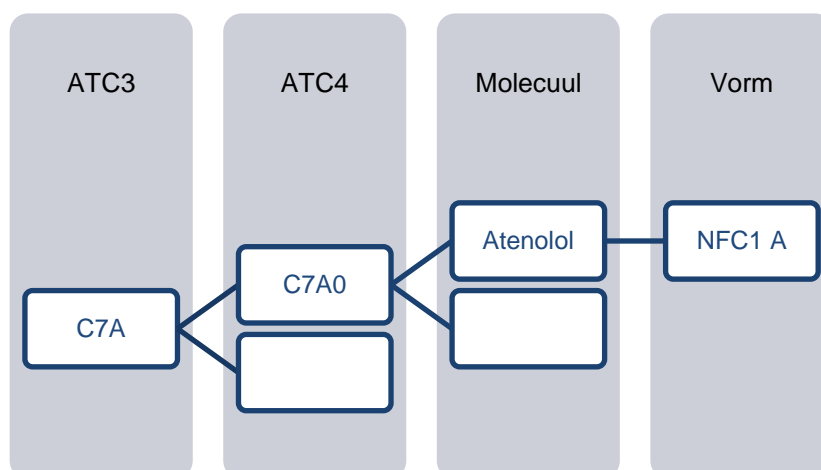 ATC3
ATC4
Molecuul
Vorm
Atenolol
NFC1 A
C7A0
C7A